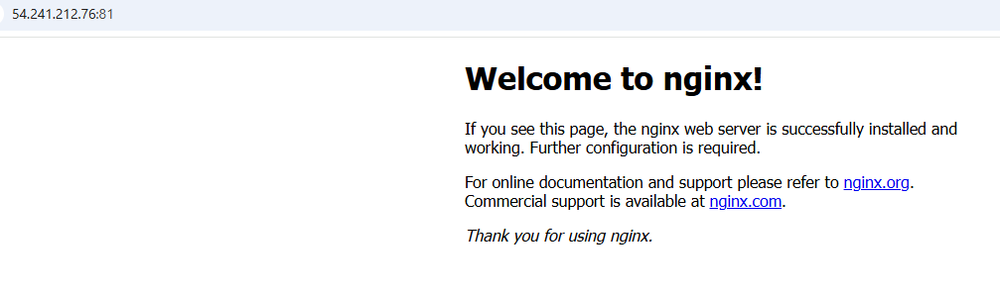 54.241.212.76:81
Welcome to nginx!
If you see this page, the nginx web server is successfully installed and
working. Further configuration is required.
For online documentation and support please refer to nginx.org.
Commercial support is available at nginx.com.
Thank you for using nginx.